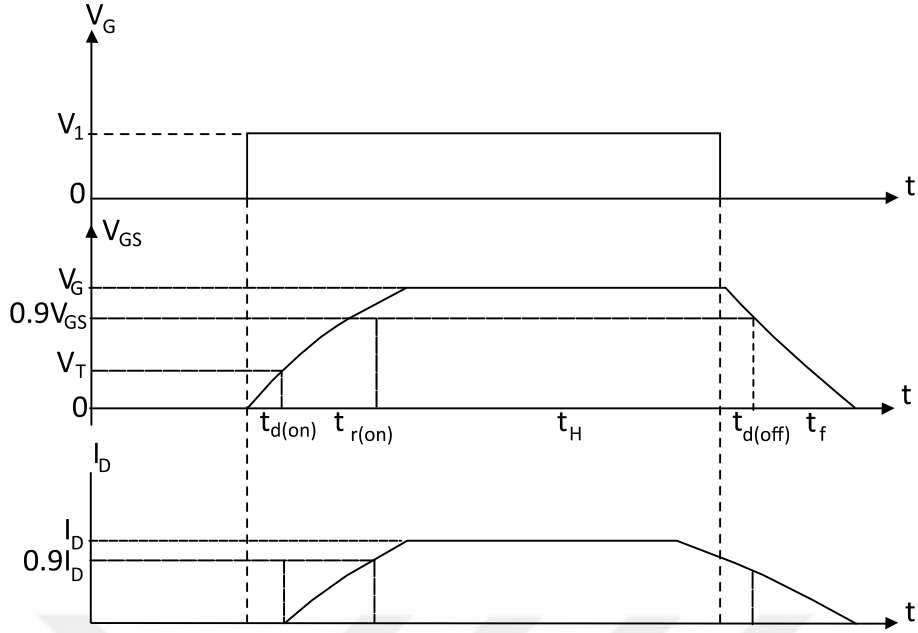 V_G
V_1
0
t
V_GS
V_G
0.9V_GS
V_T
0
t
t_d(on) t_r(on) t_H t_d(off) t_f
I_D
I_D
0.9I_D
t